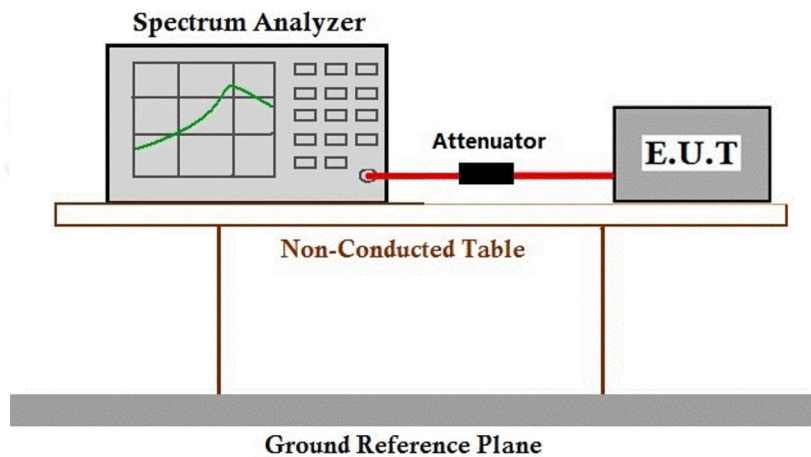 Spectrum Analyzer
Attenuator
E.U.T
Non-Conducted Table
Ground Reference Plane